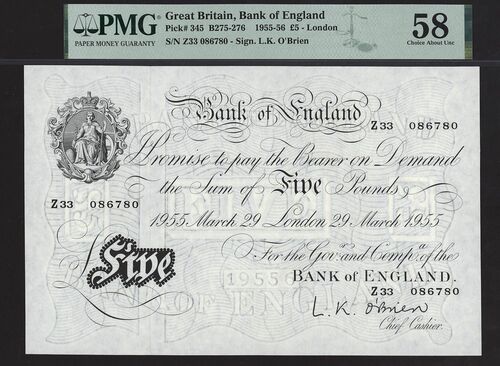 PMG
PAPER MONEY GUARANTY
Great Britain, Bank of England
Pick# 345 B275-276 1955-56 £5 - London
S/N Z33 086780 - Sign. L.K. O'Brien
58
Choice About Unc
Bank of England
Z33 086780
I Promise to pay the Bearer on Demand
the Sum of Five Pounds
Z33 086780
1955 March 29 London 29 March 1955
£Five
For the Govr. and Compa. of the
BANK OF ENGLAND.
Z33 086780
L.K. O'Brien
Chief Cashier.